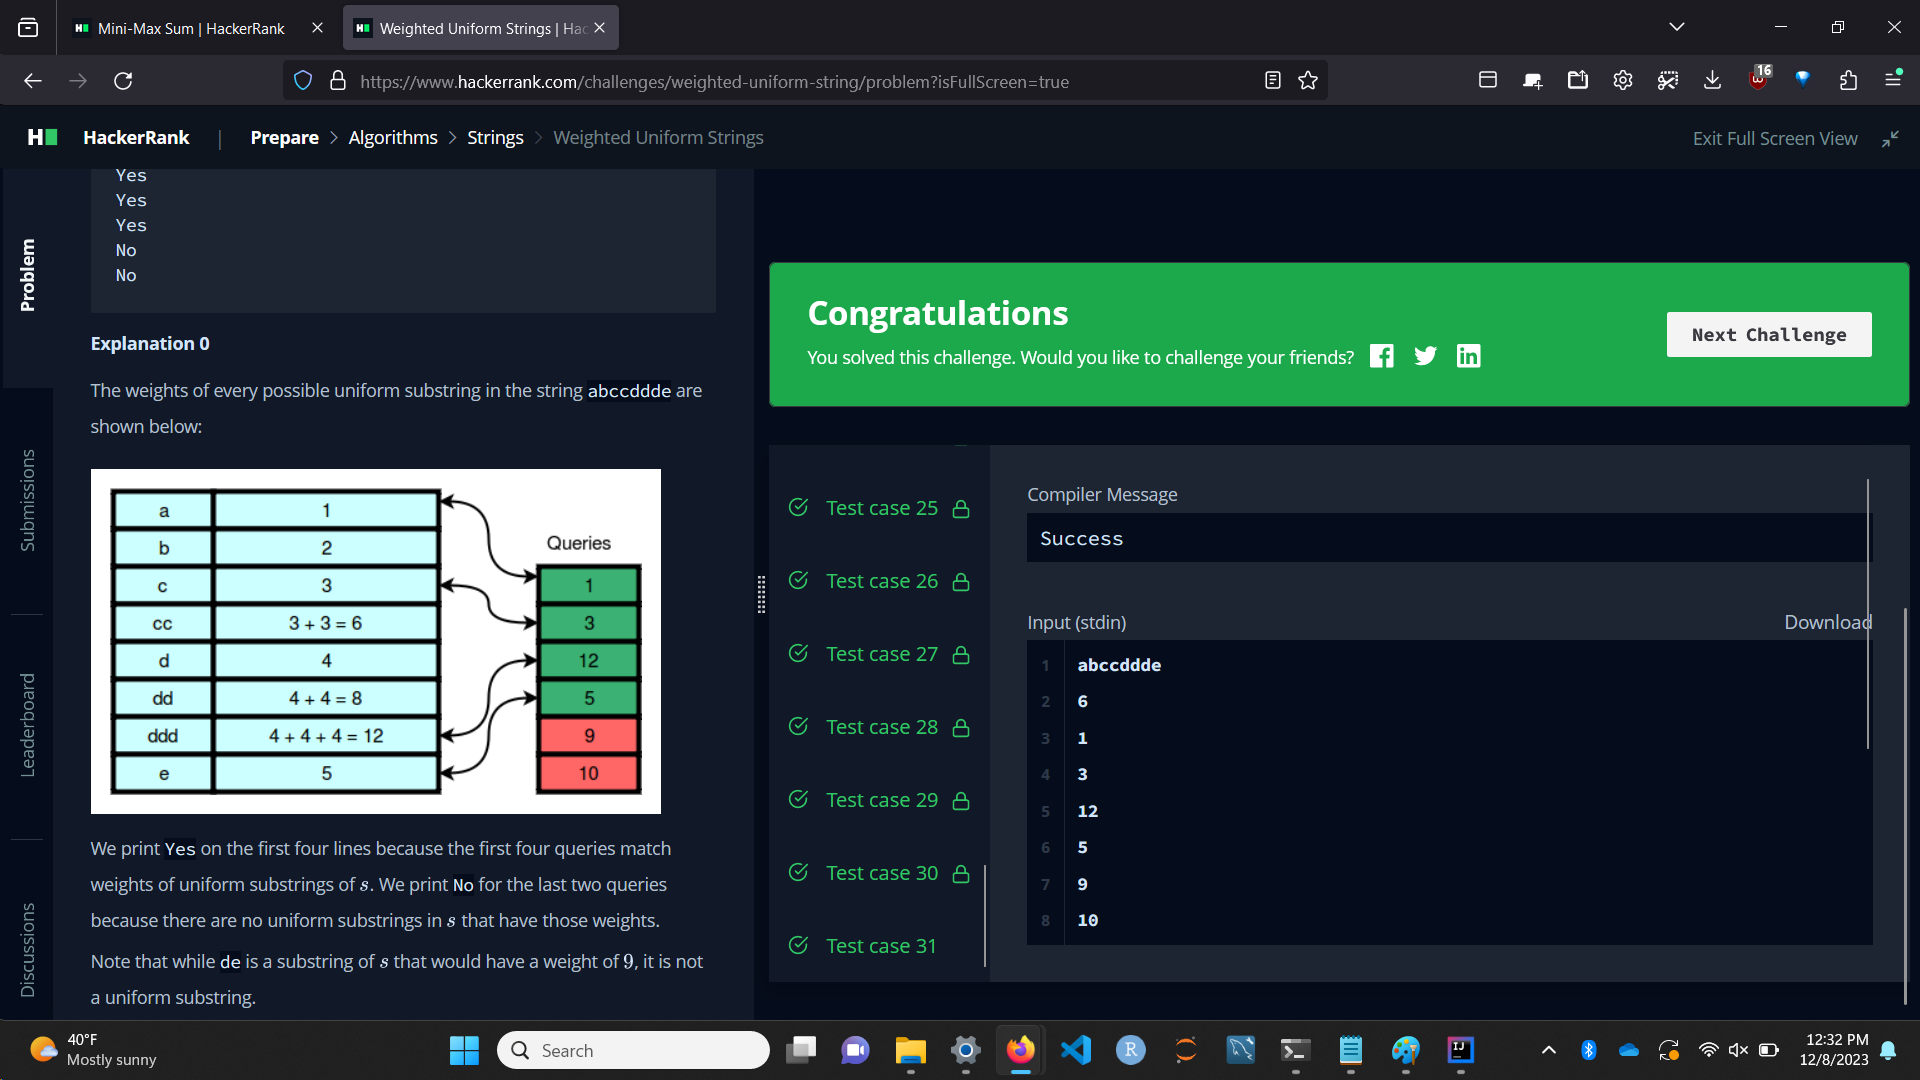 Mini-Max Sum | HackerRank
Weighted Uniform Strings | Hac
https://www.hackerrank.com/challenges/weighted-uniform-string/problem?isFullScreen=true
16
H
HackerRank | Prepare > Algorithms > Strings > Weighted Uniform Strings
Exit Full Screen View
Problem
Submissions
Leaderboard
Discussions
Yes
Yes
Yes
No
No
Explanation 0
The weights of every possible uniform substring in the string abccddde are
shown below:
a 1
b 2
c 3
cc 3 + 3 = 6
d 4
dd 4 + 4 = 8
ddd 4 + 4 + 4 = 12
e 5
Queries
1
3
12
5
9
10
We print Yes on the first four lines because the first four queries match
weights of uniform substrings of s. We print No for the last two queries
because there are no uniform substrings in s that have those weights.
Note that while de is a substring of s that would have a weight of 9, it is not
a uniform substring.
Congratulations
You solved this challenge. Would you like to challenge your friends?
Next Challenge
Test case 25
Test case 26
Test case 27
Test case 28
Test case 29
Test case 30
Test case 31
Compiler Message
Success
Input (stdin)
Download
1 abccddde
2 6
3 1
4 3
5 12
6 5
7 9
8 10
40°F
Mostly sunny
Search
R
IJ
12:32 PM
12/8/2023